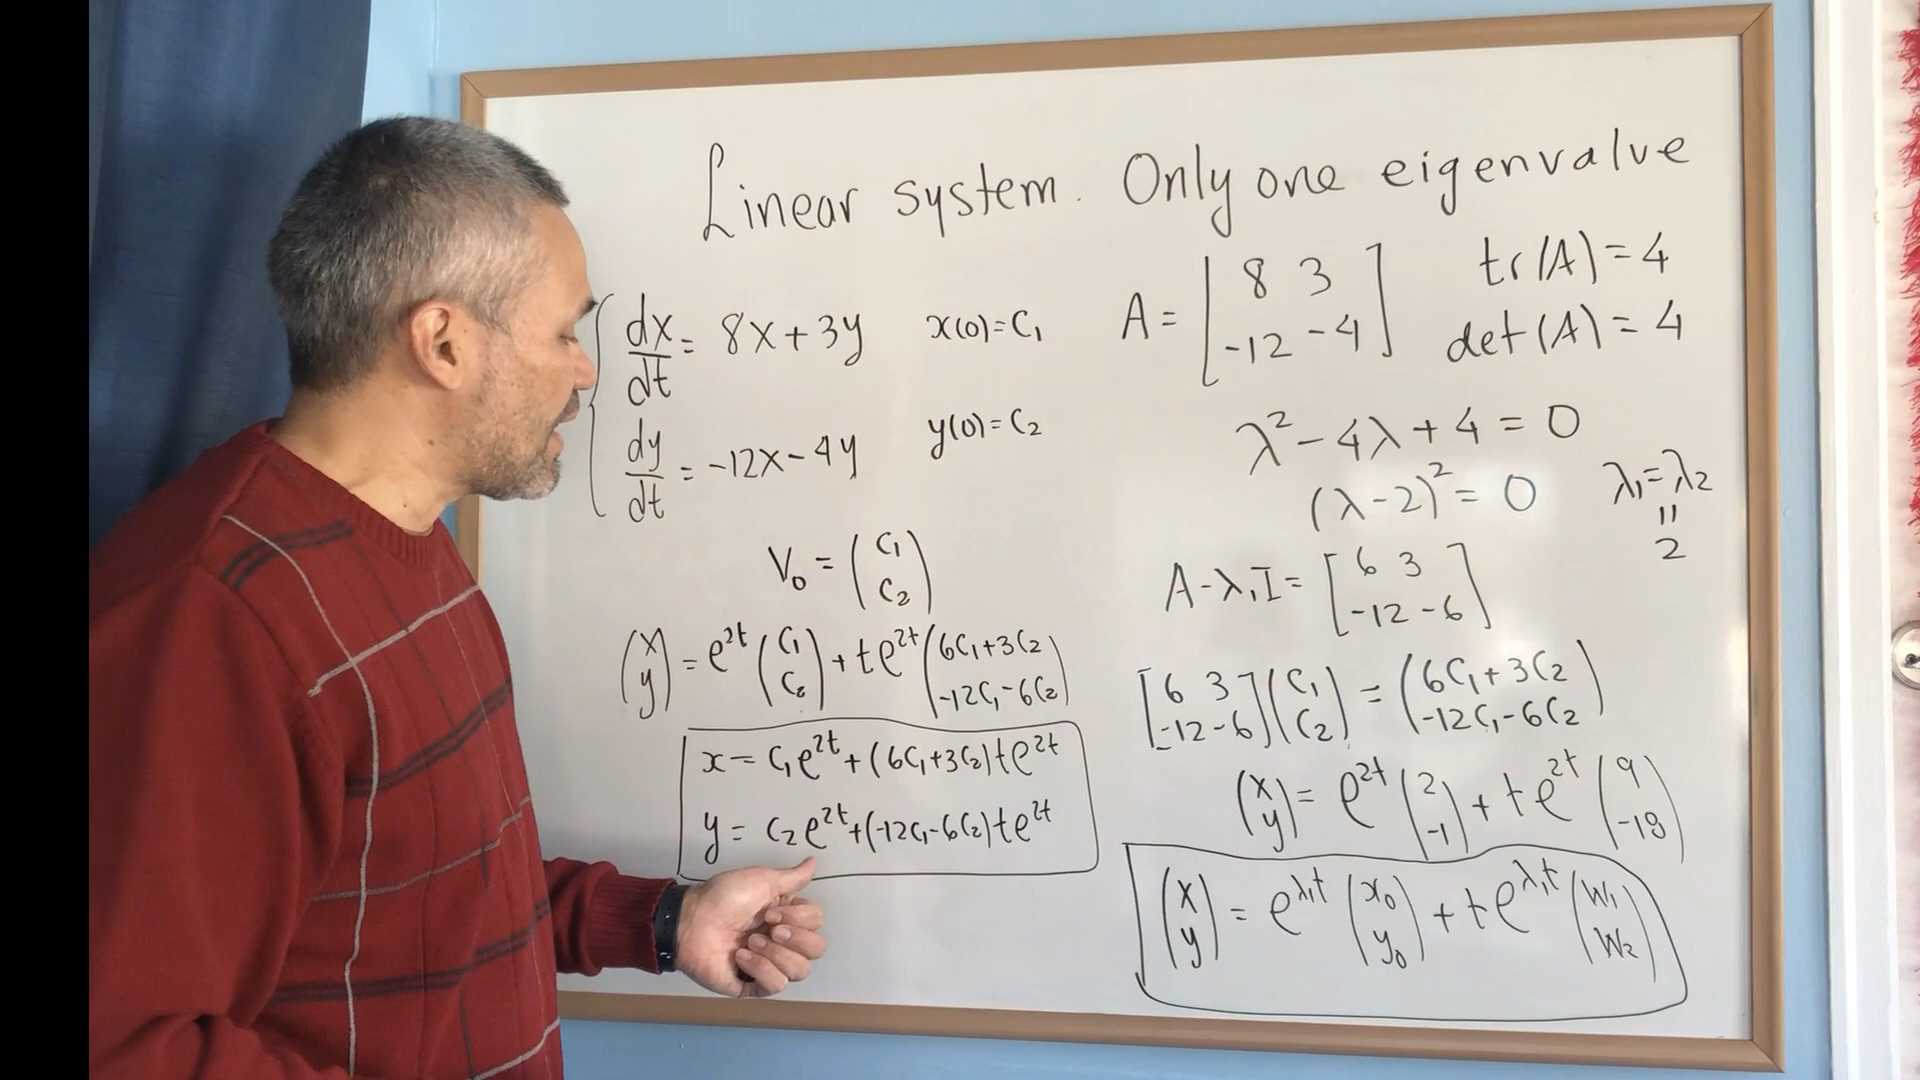 Linear system. Only one eigenvalue
dx/dt = 8x + 3y x(0) = C₁
dy/dt = -12x - 4y y(0) = C₂
V₀ = (C₁ C₂)
(x y) = e^2t (C₁ C₂) + te^2t (6C₁+3C₂ -12C₁-6C₂)
x = C₁e^2t + (6C₁+3C₂)te^2t
y = C₂e^2t + (-12C₁-6C₂)te^2t
A = [8 3 -12 -4] tr(A) = 4
det(A) = 4
λ² - 4λ + 4 = 0
(λ-2)² = 0 λ₁ = λ₂
=
2
A - λ₁I = [6 3 -12 -6]
[6 3 -12 -6] (C₁ C₂) = (6C₁+3C₂ -12C₁-6C₂)
(x y) = e^2t (2 -1) + te^2t (9 -18)
(x y) = e^λ₁t (x₀ y₀) + te^λ₁t (W₁ W₂)